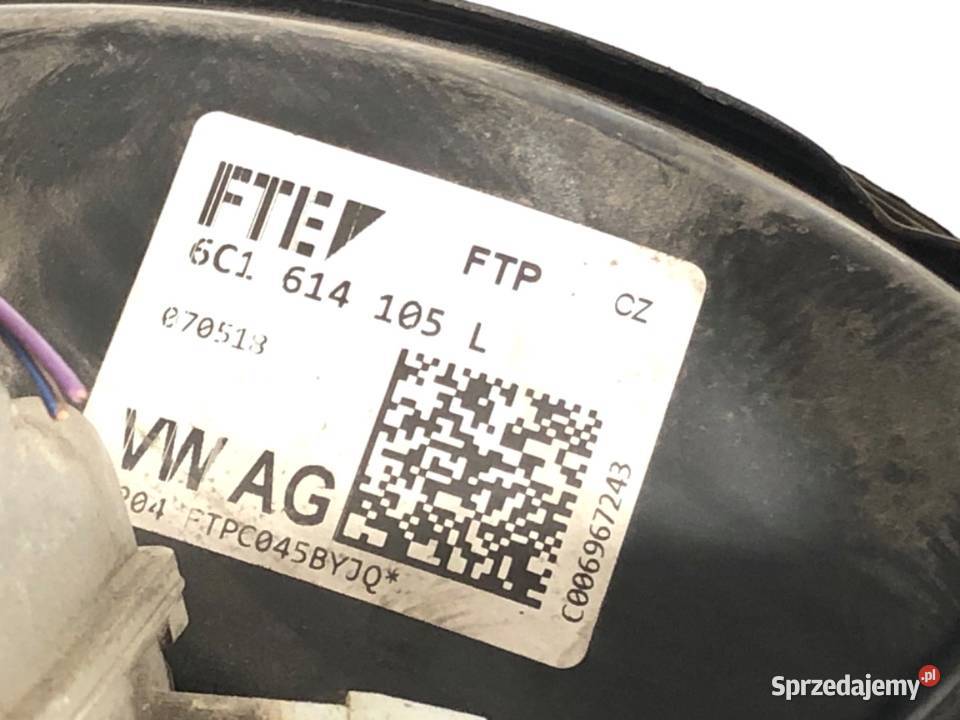 FTE
FTP
CZ
6C1 614 105 L
070518
VW AG
FTPC045BYJQ*
C006967243
Sprzedajemy.pl